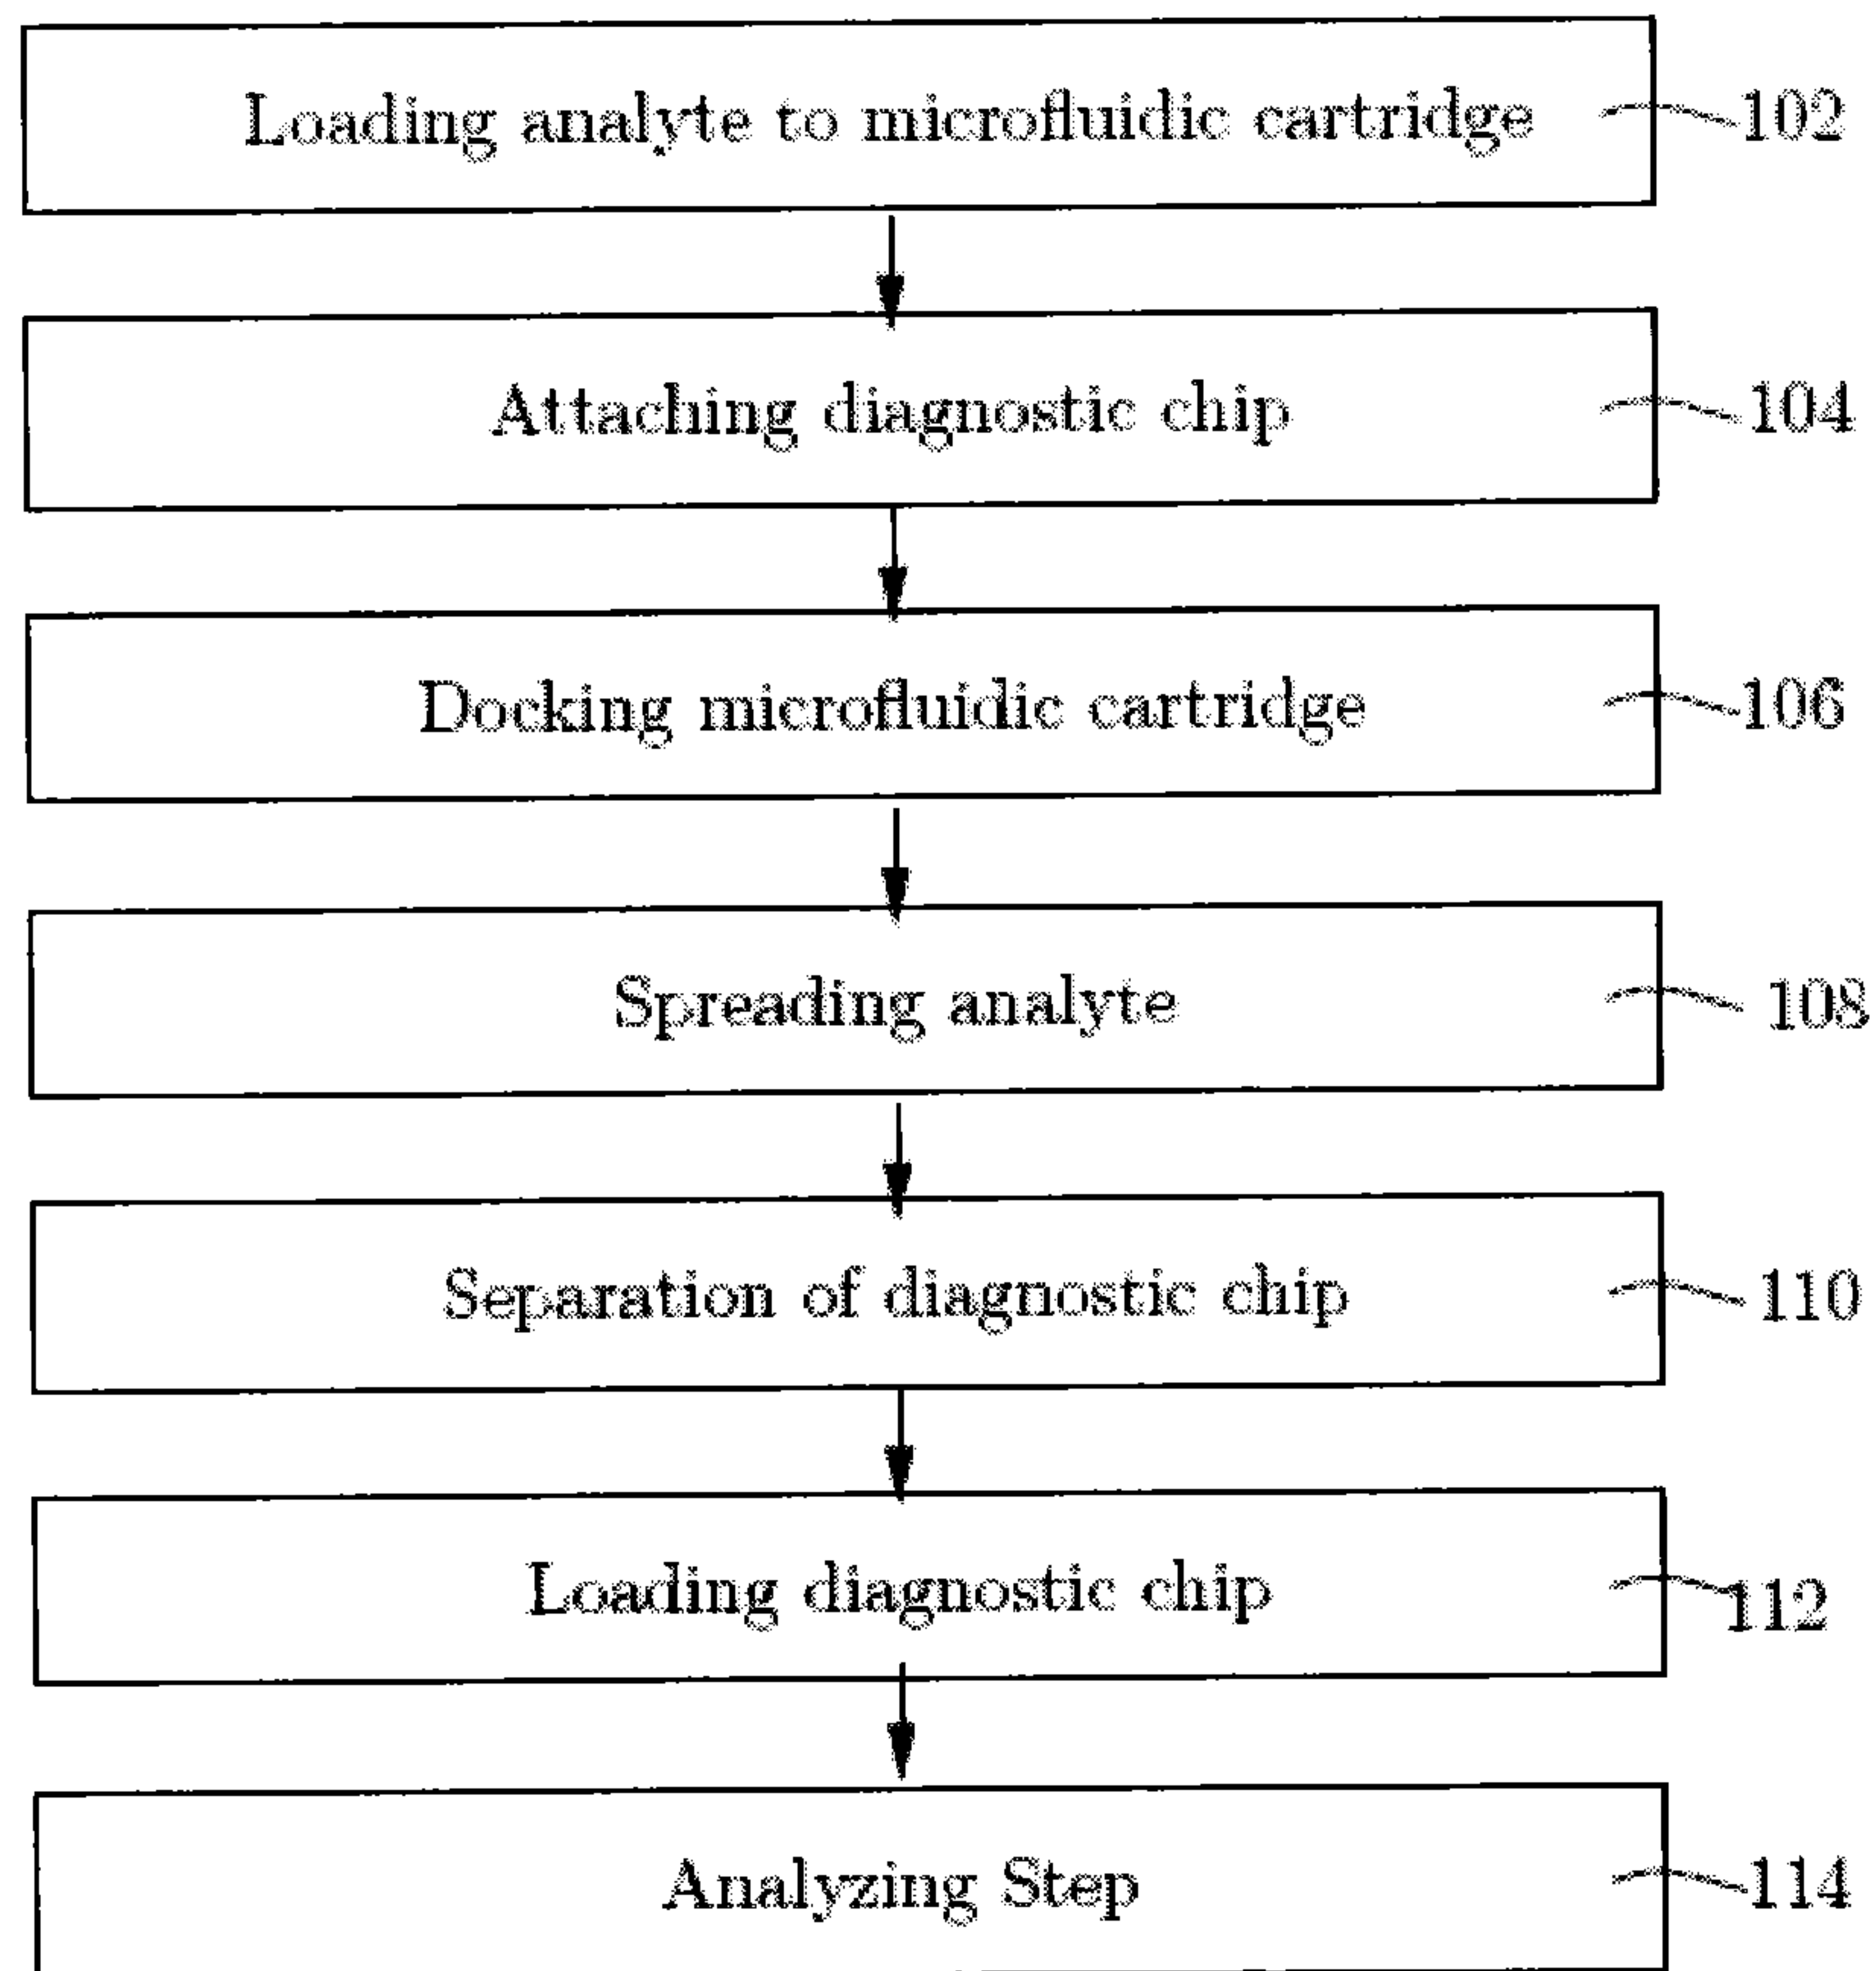 Loading analyte to microfluidic cartridge 102
Attaching diagnostic chip 104
Docking microfluidic cartridge 106
Spreading analyte 108
Separation of diagnostic chip 110
Loading diagnostic chip 112
Analyzing Step 114